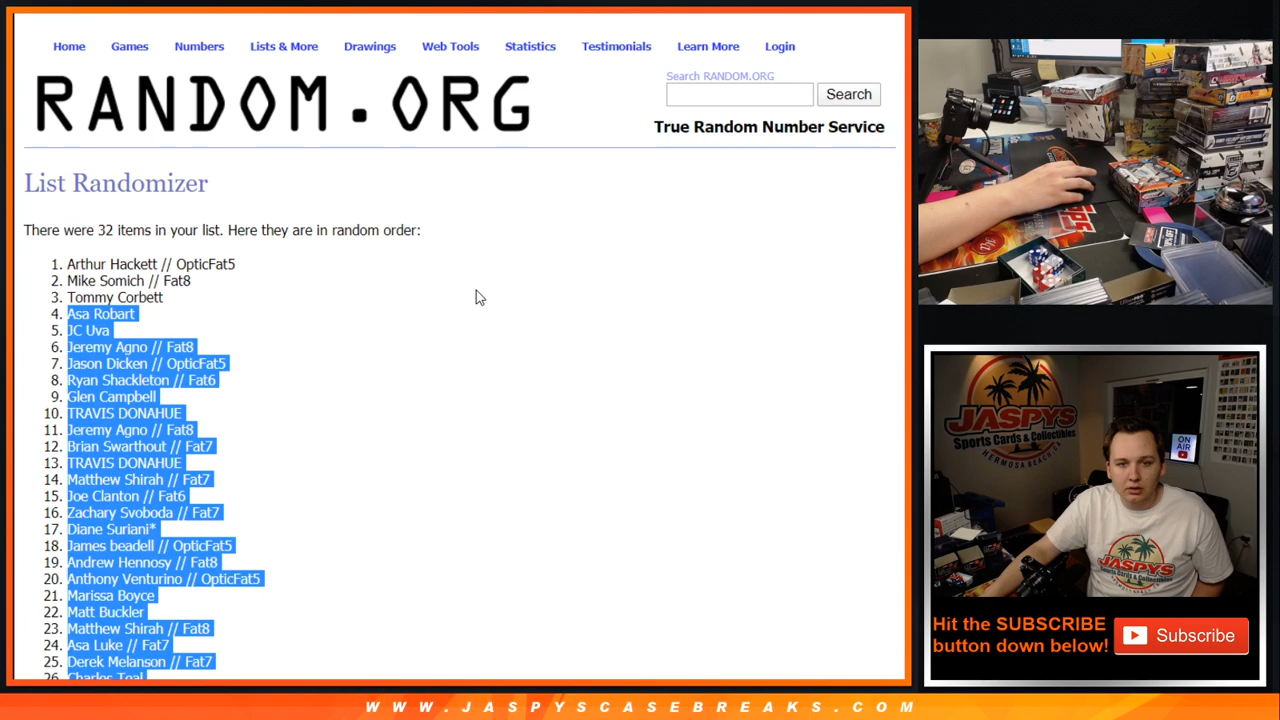 Home Games Numbers Lists & More Drawings Web Tools Statistics Testimonials Learn More Login
RANDOM.ORG
Search RANDOM.ORG
Search
True Random Number Service
List Randomizer
There were 32 items in your list. Here they are in random order:
1. Arthur Hackett // OpticFat5
2. Mike Somich // Fat8
3. Tommy Corbett
4. Asa Robart
5. JC Uva
6. Jeremy Agno // Fat8
7. Jason Dicken // OpticFat5
8. Ryan Shackleton // Fat6
9. Glen Campbell
10. TRAVIS DONAHUE
11. Jeremy Agno // Fat8
12. Brian Swarthout // Fat7
13. TRAVIS DONAHUE
14. Matthew Shirah // Fat7
15. Joe Clanton // Fat6
16. Zachary Svoboda // Fat7
17. Diane Suriani*
18. James beadell // OpticFat5
19. Andrew Hennosy // Fat8
20. Anthony Venturino // OpticFat5
21. Marissa Boyce
22. Matt Buckler
23. Matthew Shirah // Fat8
24. Asa Luke // Fat7
25. Derek Melanson // Fat7
26. Charles Teal
JASPYS
Sports Cards & Collectibles
HERMOSA BEACH, CA
ON
AIR
JASPYS
Hit the SUBSCRIBE
button down below!
Subscribe
WWW.JASPYSCASEBREAKS.COM